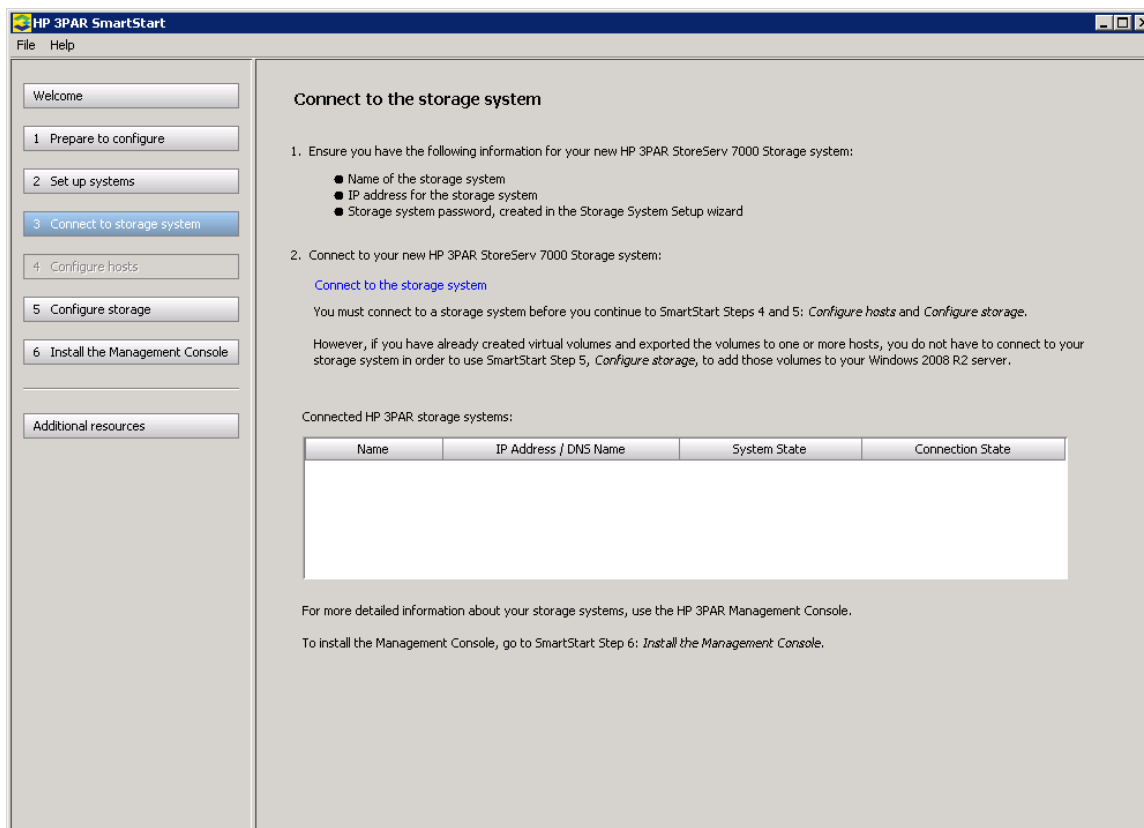 HP 3PAR SmartStart
File Help
Welcome
1 Prepare to configure
2 Set up systems
3 Connect to storage system
4 Configure hosts
5 Configure storage
6 Install the Management Console
Additional resources
Connect to the storage system
1. Ensure you have the following information for your new HP 3PAR StoreServ 7000 Storage system:
● Name of the storage system
● IP address for the storage system
● Storage system password, created in the Storage System Setup wizard
2. Connect to your new HP 3PAR StoreServ 7000 Storage system:
Connect to the storage system
You must connect to a storage system before you continue to SmartStart Steps 4 and 5: Configure hosts and Configure storage.
However, if you have already created virtual volumes and exported the volumes to one or more hosts, you do not have to connect to your
storage system in order to use SmartStart Step 5, Configure storage, to add those volumes to your Windows 2008 R2 server.
Connected HP 3PAR storage systems:
Name IP Address / DNS Name System State Connection State
For more detailed information about your storage systems, use the HP 3PAR Management Console.
To install the Management Console, go to SmartStart Step 6: Install the Management Console.